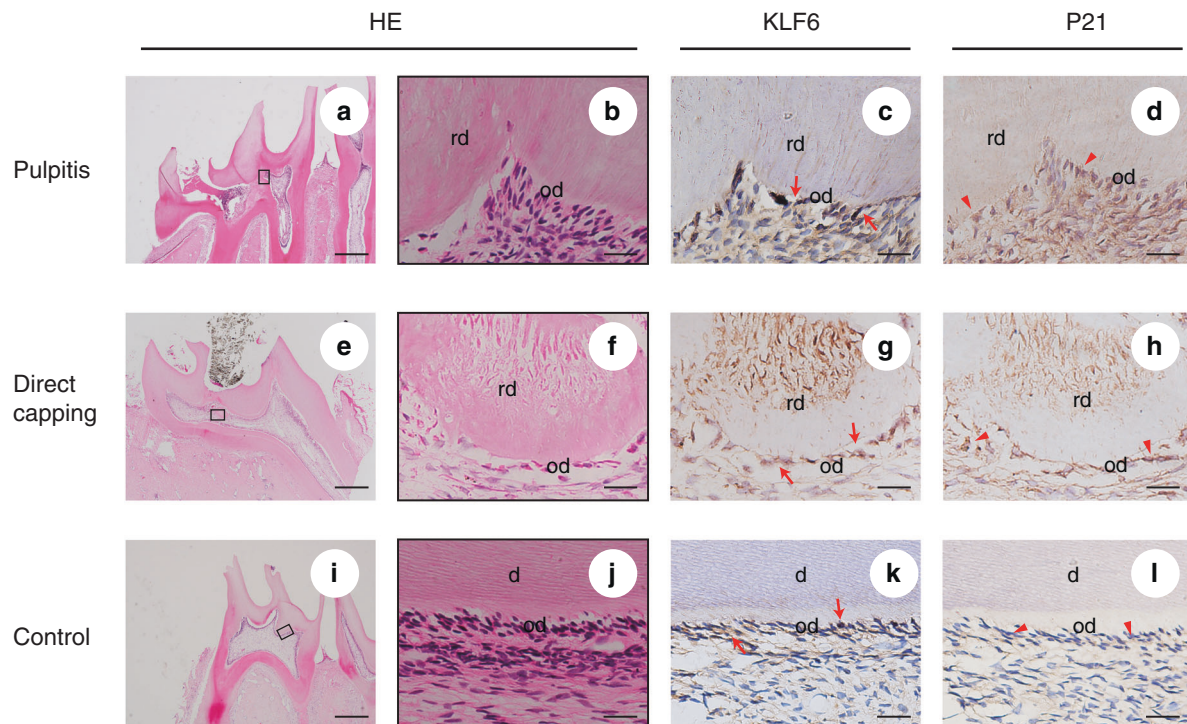 HE KLF6 P21
Pulpitis
a b c d
rd rd rd
od od od
Direct
capping
e f g h
rd rd rd
od od od
Control
i j k l
d d d
od od od